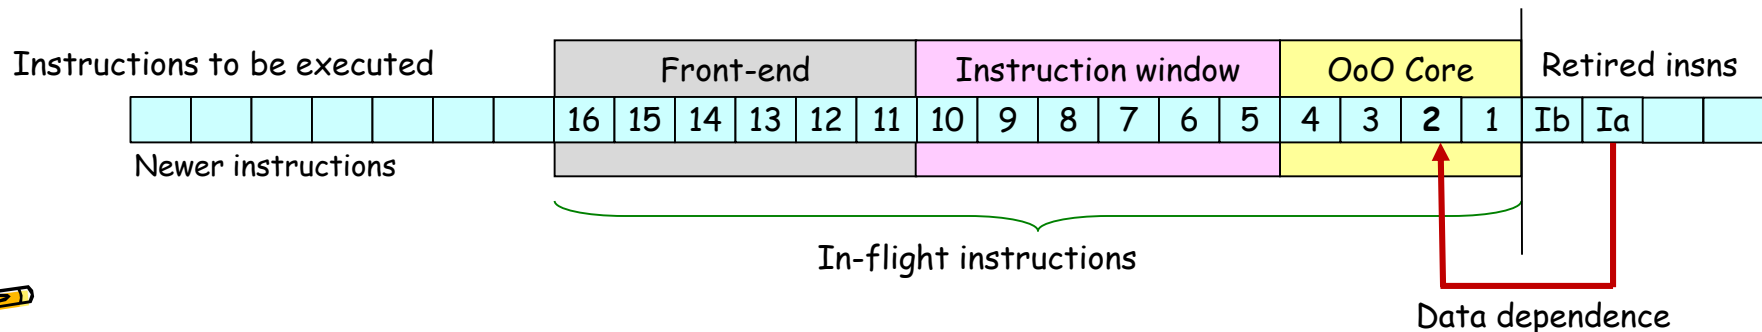 Instructions to be executed
Front-end Instruction window OoO Core Retired insns
16 15 14 13 12 11 10 9 8 7 6 5 4 3 2 1 Ib Ia
Newer instructions
In-flight instructions
Data dependence